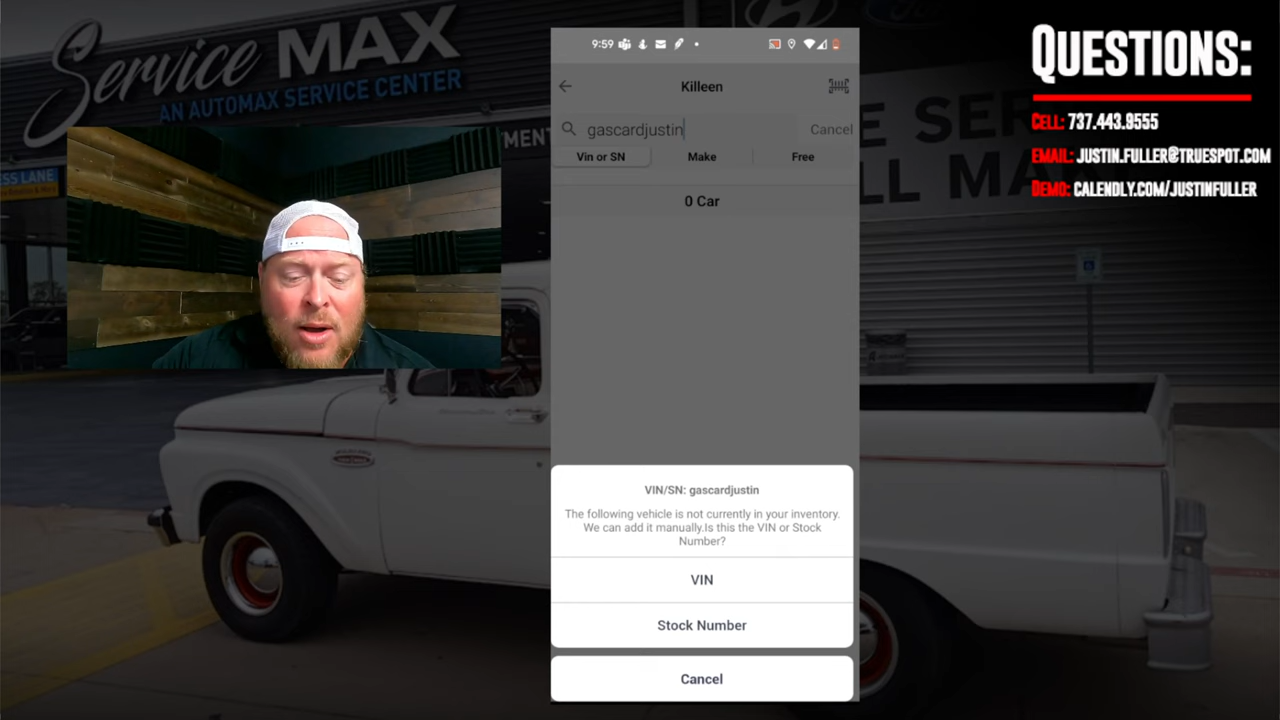 Service MAX
AN AUTOMAX SERVICE CENTER
9:59
Killeen
gascardjustin
Cancel
Vin or SN
Make
Free
0 Car
VIN/SN: gascardjustin
The following vehicle is not currently in your inventory.
We can add it manually.Is this the VIN or Stock
Number?
VIN
Stock Number
Cancel
QUESTIONS:
CELL: 737.443.9555
EMAIL: JUSTIN.FULLER@TRUESPOT.COM
DEMO: CALENDLY.COM/JUSTINFULLER